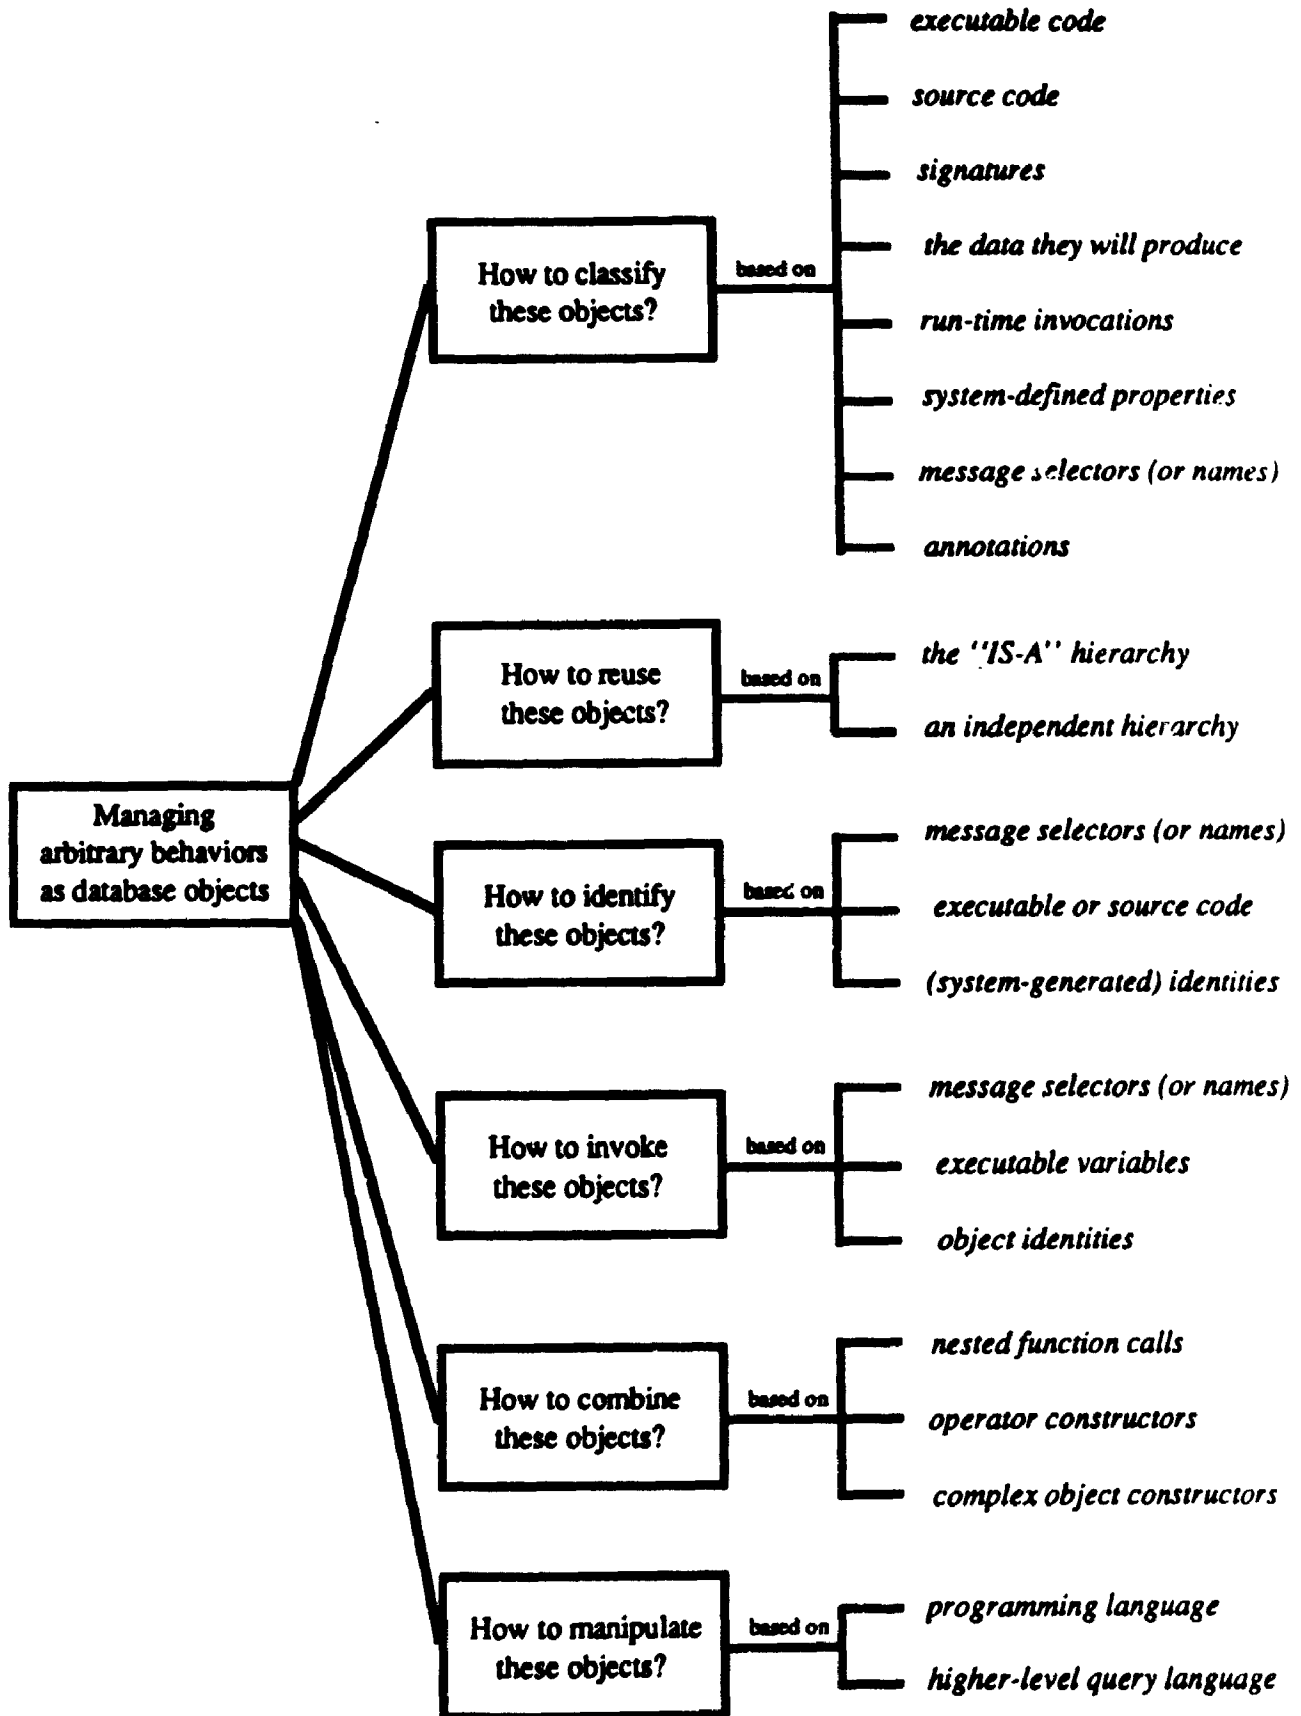 executable code
source code
signatures
the data they will produce
run-time invocations
system-defined properties
message selectors (or names)
annotations
How to classify
these objects?
based on
the ''IS-A'' hierarchy
an independent hierarchy
How to reuse
these objects?
based on
Managing
arbitrary behaviors
as database objects
message selectors (or names)
executable or source code
(system-generated) identities
How to identify
these objects?
based on
message selectors (or names)
executable variables
object identities
How to invoke
these objects?
based on
nested function calls
operator constructors
complex object constructors
How to combine
these objects?
based on
programming language
higher-level query language
How to manipulate
these objects?
based on